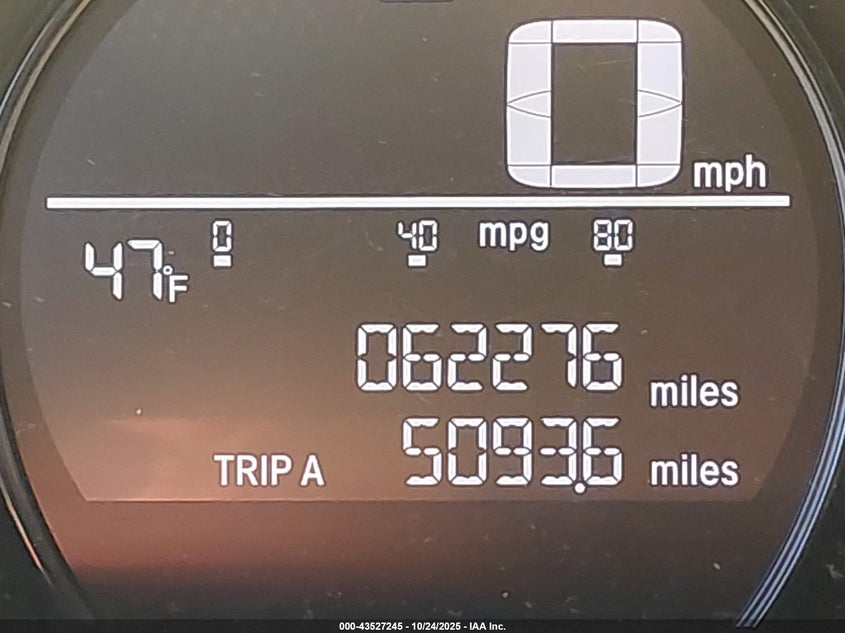 0 mph
0 40 mpg 80
47°F
062276 miles
TRIP A 5093.6 miles
000-43527245 - 10/24/2025 - IAA Inc.